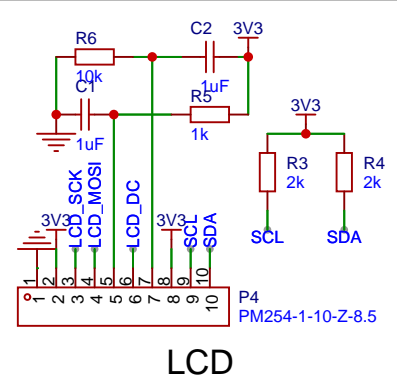 C2
3V3
R6
10k
1uF
C1
1uF
R5
1k
3V3
R3
2k
R4
2k
SCL
SDA
3V3
LCD_SCK
LCD_MOSI
LCD_DC
3V3
SCL
SDA
1 2 3 4 5 6 7 8 9 10
1 2 3 4 5 6 7 8 9 10
P4
PM254-1-10-Z-8.5
LCD